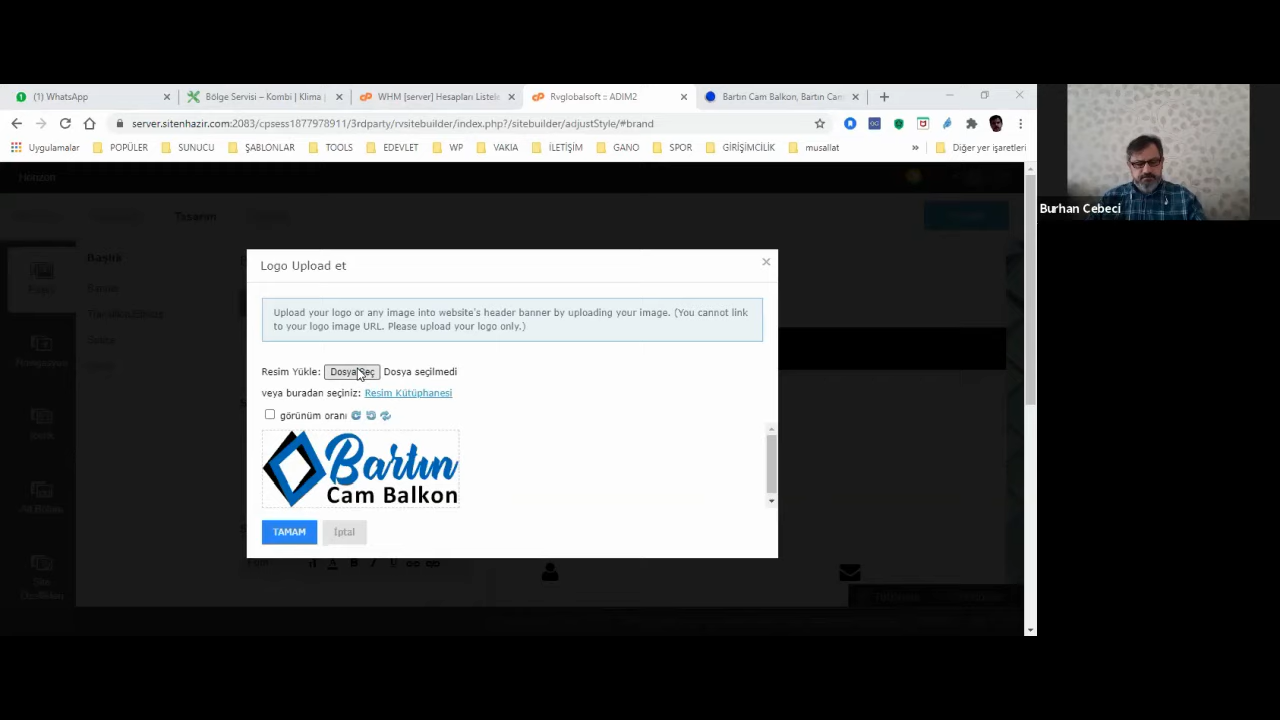 (1) WhatsApp
Bölge Servisi – Kombi | Klima |
WHM [server] Hesapları Listele
Rvglobalsoft :: ADIM2
Bartın Cam Balkon, Bartın Cam
server.sitenhazir.com:2083/cpsess1877978911/3rdparty/rvsitebuilder/index.php?/sitebuilder/adjustStyle/#brand
Uygulamalar
POPÜLER
SUNUCU
ŞABLONLAR
TOOLS
EDEVLET
WP
VAKIA
İLETİŞİM
GANO
SPOR
GİRİŞİMCİLİK
musallat
»
Diğer yer işaretleri
Horizon
Tasarım
Başlık
Logo Upload et
Upload your logo or any image into website's header banner by uploading your image. (You cannot link
to your logo image URL. Please upload your logo only.)
Resim Yükle: Dosya Seç Dosya seçilmedi
veya buradan seçiniz: Resim Kütüphanesi
görünüm oranı
Bartın
Cam Balkon
TAMAM
İptal
Burhan Cebeci